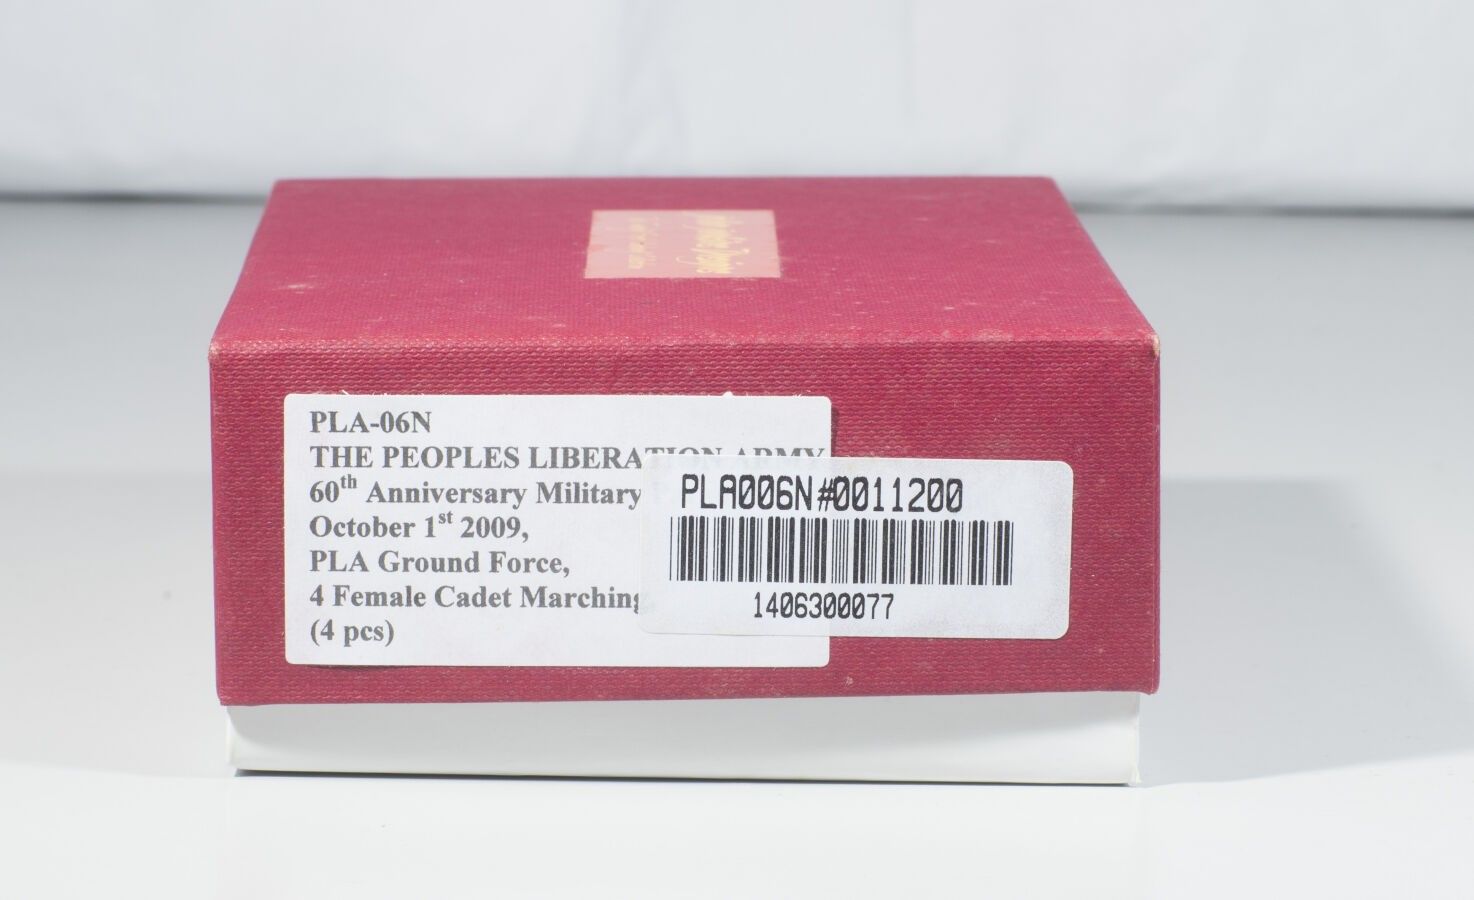 PLA-06N
THE PEOPLES LIBERATION ARMY
60th Anniversary Military
October 1st 2009,
PLA Ground Force,
4 Female Cadet Marching
(4 pcs)
PLA006N#0011200
1406300077